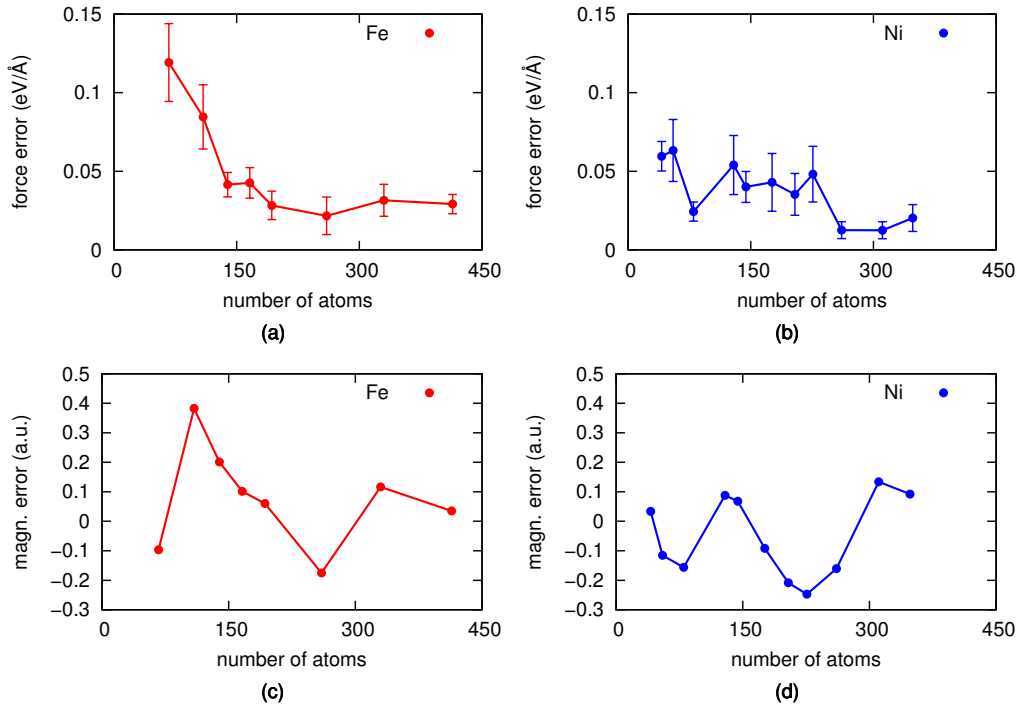 0.15
0.1
0.05
0
force error (eV/Å)
Fe
0 150 300 450
number of atoms
(a)
0.15
0.1
0.05
0
force error (eV/Å)
Ni
0 150 300 450
number of atoms
(b)
0.5
0.4
0.3
0.2
0.1
0
−0.1
−0.2
−0.3
magn. error (a.u.)
Fe
0 150 300 450
number of atoms
(c)
0.5
0.4
0.3
0.2
0.1
0
−0.1
−0.2
−0.3
magn. error (a.u.)
Ni
0 150 300 450
number of atoms
(d)